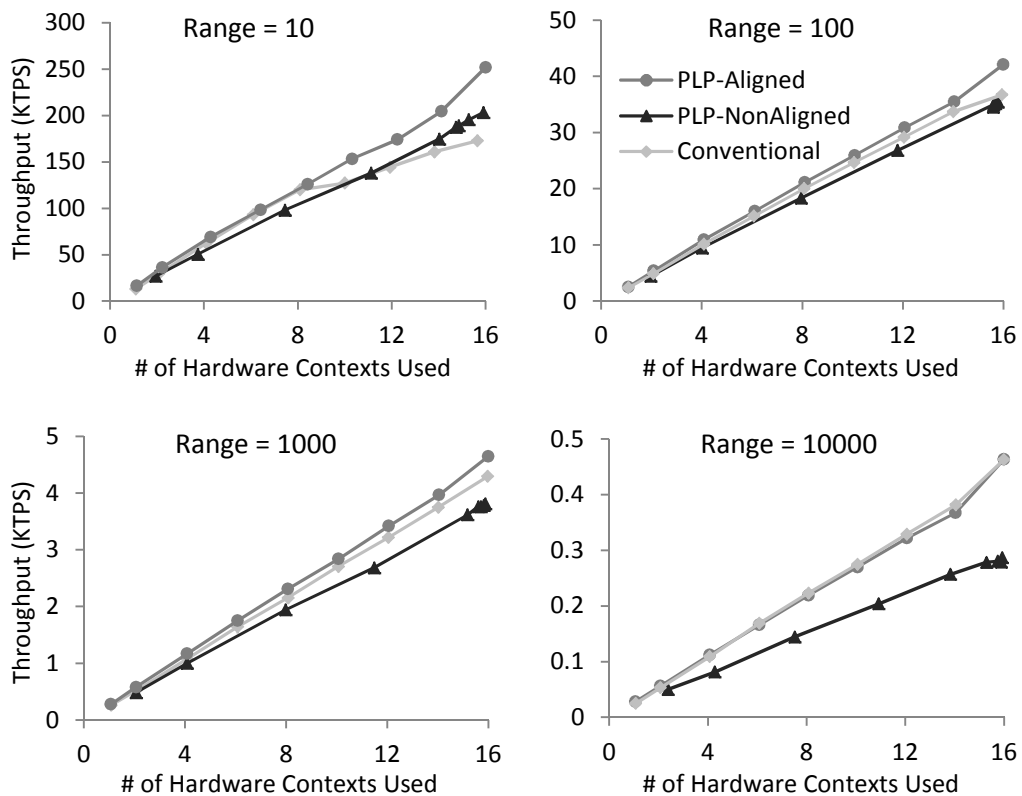 Range = 10
Throughput (KTPS)
300
250
200
150
100
50
0
0 4 8 12 16
# of Hardware Contexts Used
Range = 100
PLP-Aligned
PLP-NonAligned
Conventional
50
40
30
20
10
0
0 4 8 12 16
# of Hardware Contexts Used
Range = 1000
Throughput (KTPS)
5
4
3
2
1
0
0 4 8 12 16
# of Hardware Contexts Used
Range = 10000
0.5
0.4
0.3
0.2
0.1
0
0 4 8 12 16
# of Hardware Contexts Used